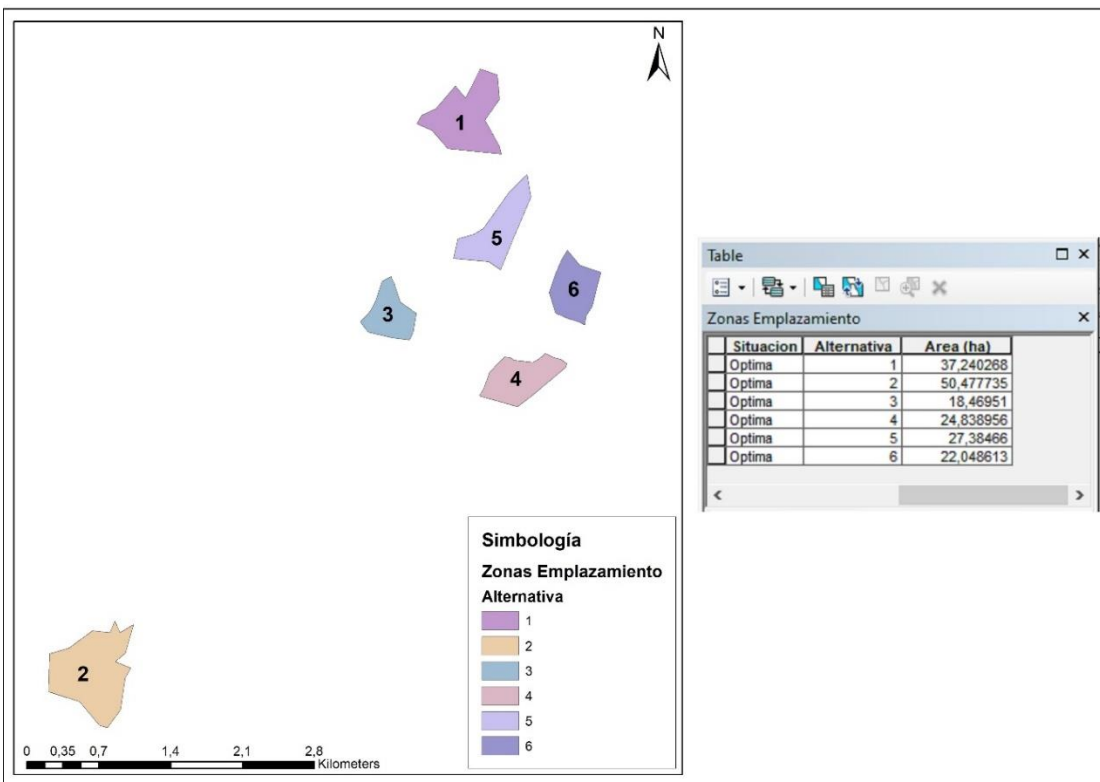 N
1
5
6
3
4
2
Simbología
Zonas Emplazamiento
Alternativa
1
2
3
4
5
6
0 0,35 0,7 1,4 2,1 2,8
Kilometers
Table
Zonas Emplazamiento
Situacion Alternativa Area (ha)
Optima 1 37,240268
Optima 2 50,477735
Optima 3 18,46951
Optima 4 24,838956
Optima 5 27,38466
Optima 6 22,048613